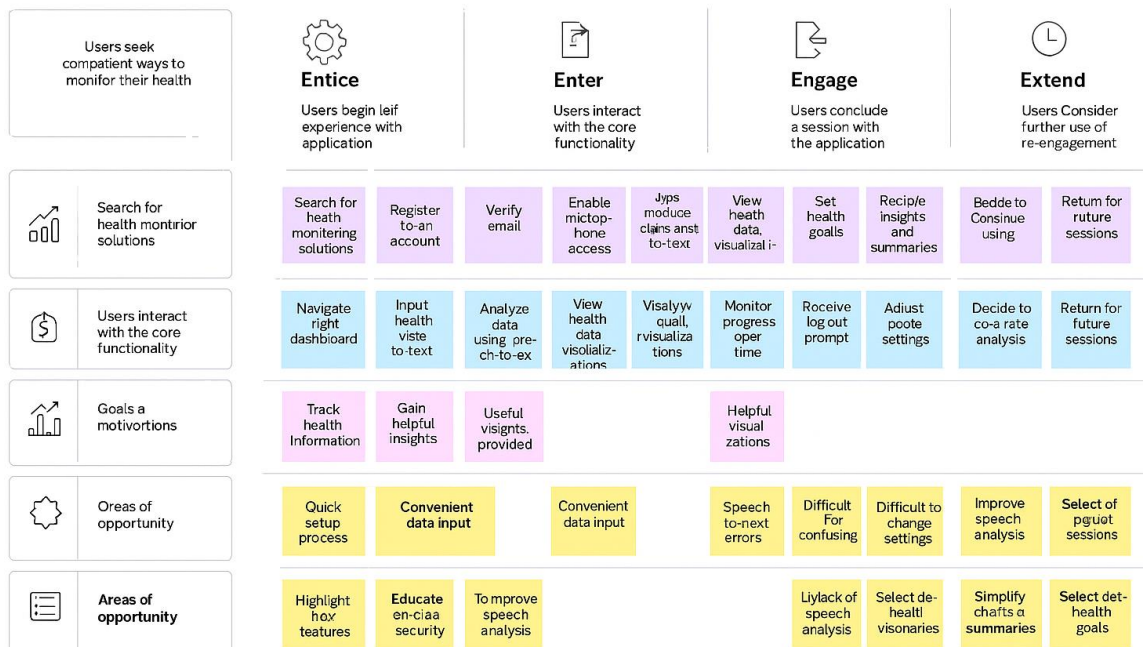 Users seek
compatient ways to
monifor their health
Entice
Users begin leif
experience with
application
Enter
Users interact
with the core
functionality
Engage
Users conclude
a session with
the application
Extend
Users Consider
further use of
re-engagement
Search for
health montrior
solutions
Search for
heath
monitering
solutions
Register
to-an
account
Verify
email
Enable
mictop-
hone
access
Jyps
moduce
clains anst
to-text
View
heath
data,
visualizal i-
Set
health
goalls
Recip/e
insights
and
summaries
Bedde to
Consinue
using
Return for
ruture
sessions
Users interact
with the core
functionality
Navigate
right
dashbioard
Input
health
viste
to-text
Analyze
data
using pre-
ch-to-ex
View
health
data
visolializ-
ations
Visalyw
quall,
rvisualiza
tions
Monitor
progress
oper
time
Roceive
log out
prompt
Adiust
poote
settings
Decide to
co-a rate
analysis
Return for
future
sessions
Goals a
motivortions
Track
health
Information
Gain
helpful
insights
Useful
visignts.
provided
Helpful
visual
zations
Oreas of
opportunity
Quick
setup
process
Convenient
data input
Convenient
data input
Speech
to-next
errors
Difficult
For
confusing
Difficult to
change
settings
Improve
speech
analysis
Select of
sessions
Areas of
opportunity
Highlight
hox
teatures
Educate
en-ciaa
security
To mprove
speech
analysis
Liylack of
speech
analysis
Select de-
healtl
visonaries
Simplify
chafts a
summaries
Select det-
health
goals